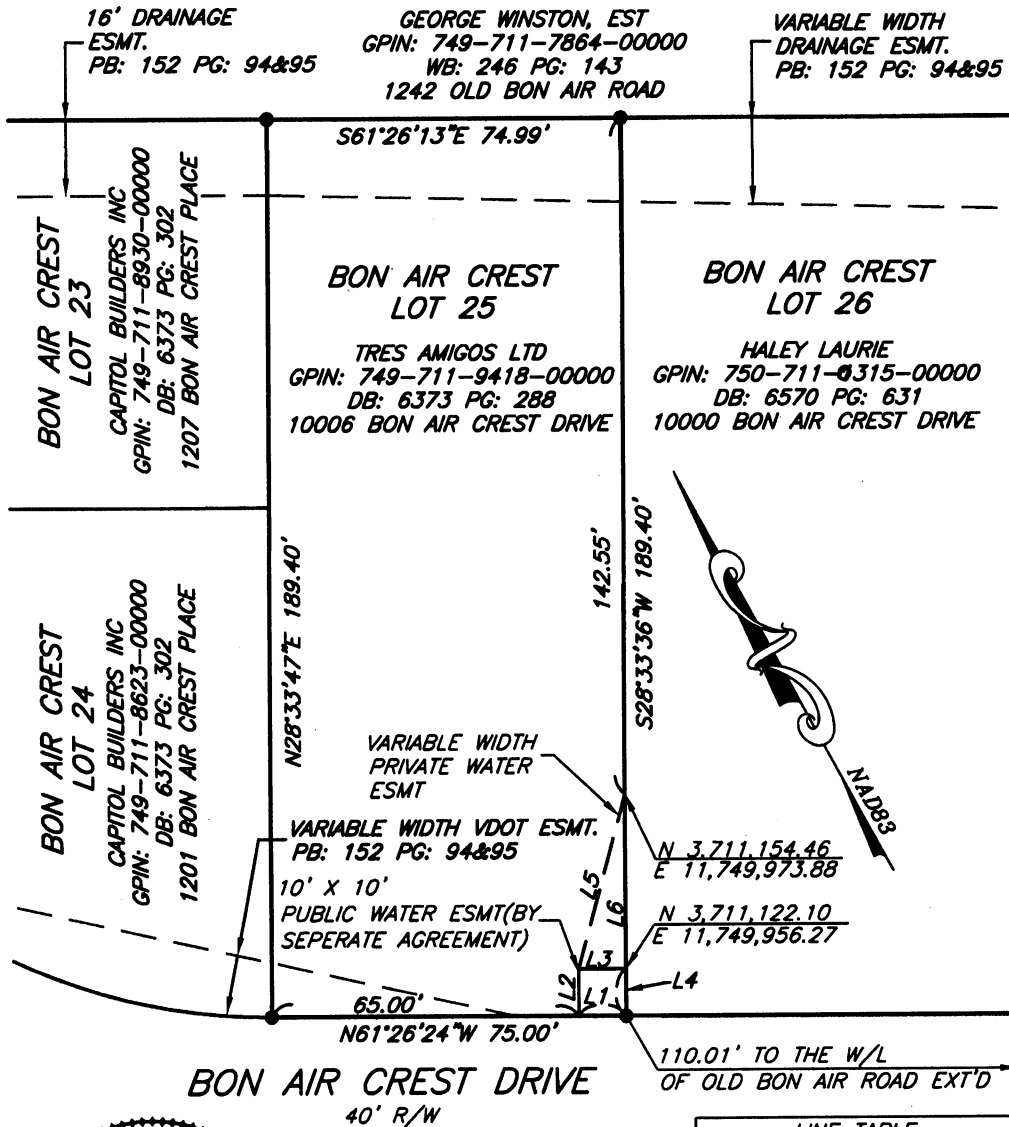 16' DRAINAGE
ESMT.
PB: 152 PG: 94&95
GEORGE WINSTON, EST
GPIN: 749-711-7864-00000
WB: 246 PG: 143
1242 OLD BON AIR ROAD
VARIABLE WIDTH
DRAINAGE ESMT.
PB: 152 PG: 94&95
S61°26'13"E 74.99'
BON AIR CREST
LOT 23
CAPITOL BUILDERS INC
GPIN: 749-711-8930-00000
DB: 6373 PG: 302
1207 BON AIR CREST PLACE
BON AIR CREST
LOT 25
TRES AMIGOS LTD
GPIN: 749-711-9418-00000
DB: 6373 PG: 288
10006 BON AIR CREST DRIVE
BON AIR CREST
LOT 26
HALEY LAURIE
GPIN: 750-711-0315-00000
DB: 6570 PG: 631
10000 BON AIR CREST DRIVE
BON AIR CREST
LOT 24
CAPITOL BUILDERS INC
GPIN: 749-711-8623-00000
DB: 6373 PG: 302
1201 BON AIR CREST PLACE
N28°33'47"E 189.40'
142.55'
S28°33'36"W 189.40'
NAD83
VARIABLE WIDTH
PRIVATE WATER
ESMT
VARIABLE WIDTH VDOT ESMT.
PB: 152 PG: 94&95
10' X 10'
PUBLIC WATER ESMT(BY
SEPERATE AGREEMENT)
N 3,711,154.46
E 11,749,973.88
N 3,711,122.10
E 11,749,956.27
L5
L6
L3
L2
L1
L4
65.00'
N61°26'24"W 75.00'
110.01' TO THE W/L
OF OLD BON AIR ROAD EXT'D
BON AIR CREST DRIVE
40' R/W
LINE TABLE